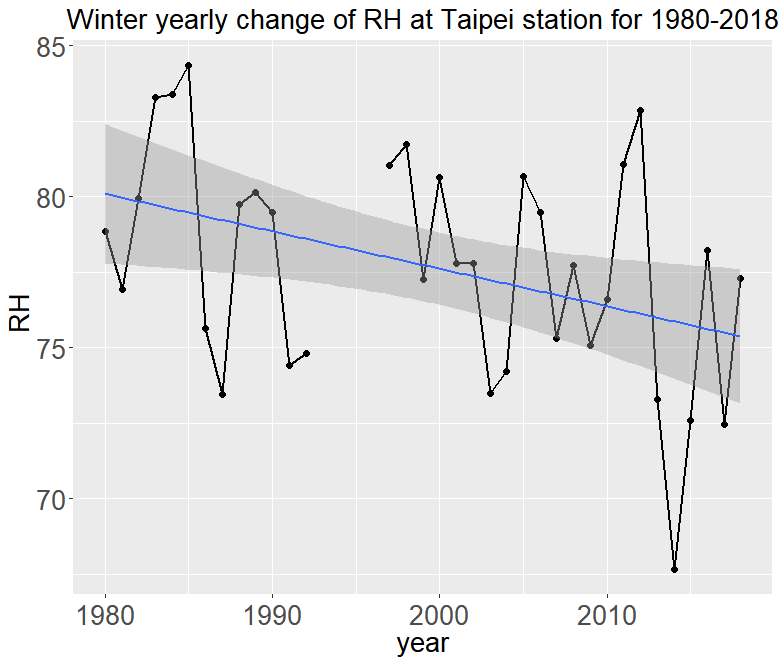 Winter yearly change of RH at Taipei station for 1980-2018
85
80
75
70
RH
1980 1990 2000 2010
year